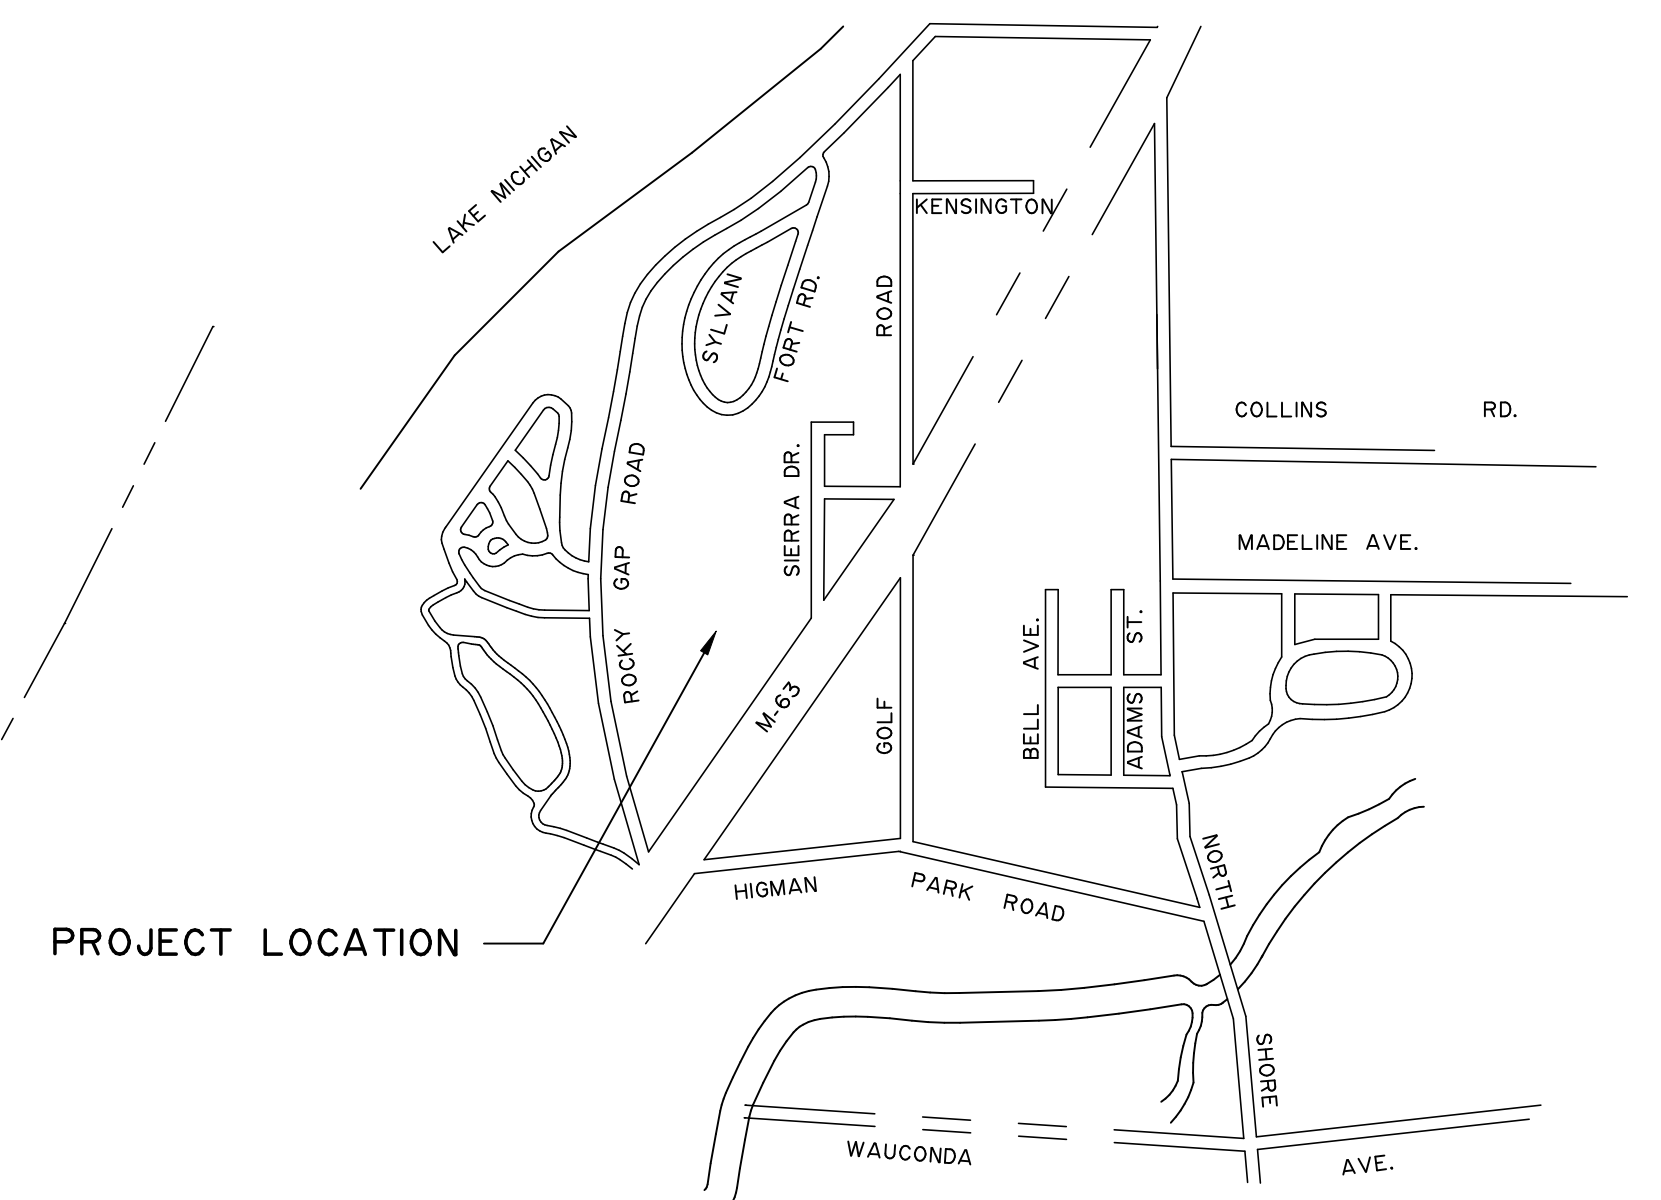 LAKE MICHIGAN
KENSINGTON
SYLVAN
FORT RD.
ROAD
COLLINS RD.
SIERRA DR.
ROCKY GAP ROAD
MADELINE AVE.
BELL AVE.
ADAMS ST.
M-63
GOLF
NORTH
HIGMAN PARK ROAD
PROJECT LOCATION
SHORE
WAUCONDA AVE.